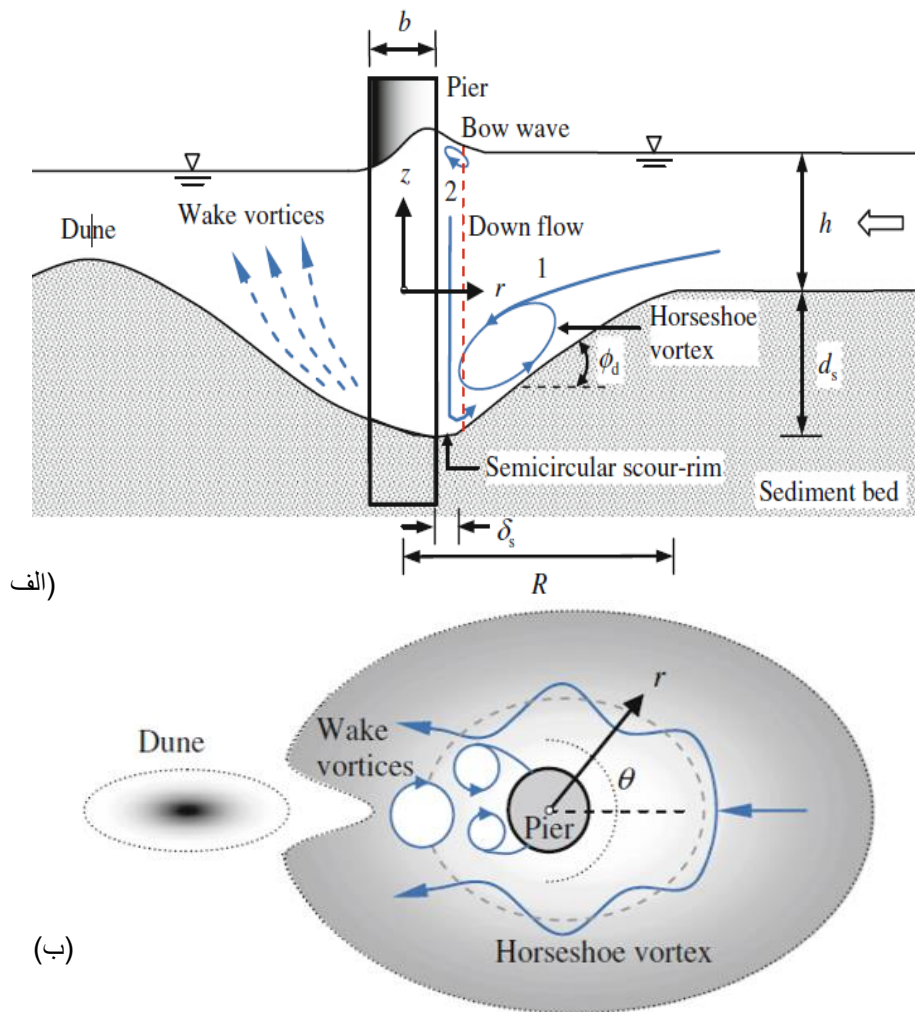 b
Pier
Bow wave
z
2
Wake vortices
Dune
Down flow
h
1
r
Horseshoe
vortex
ϕd
ds
Semicircular scour-rim
Sediment bed
δs
(الف
R
r
Wake
vortices
Dune
θ
Pier
Horseshoe vortex
(ب)